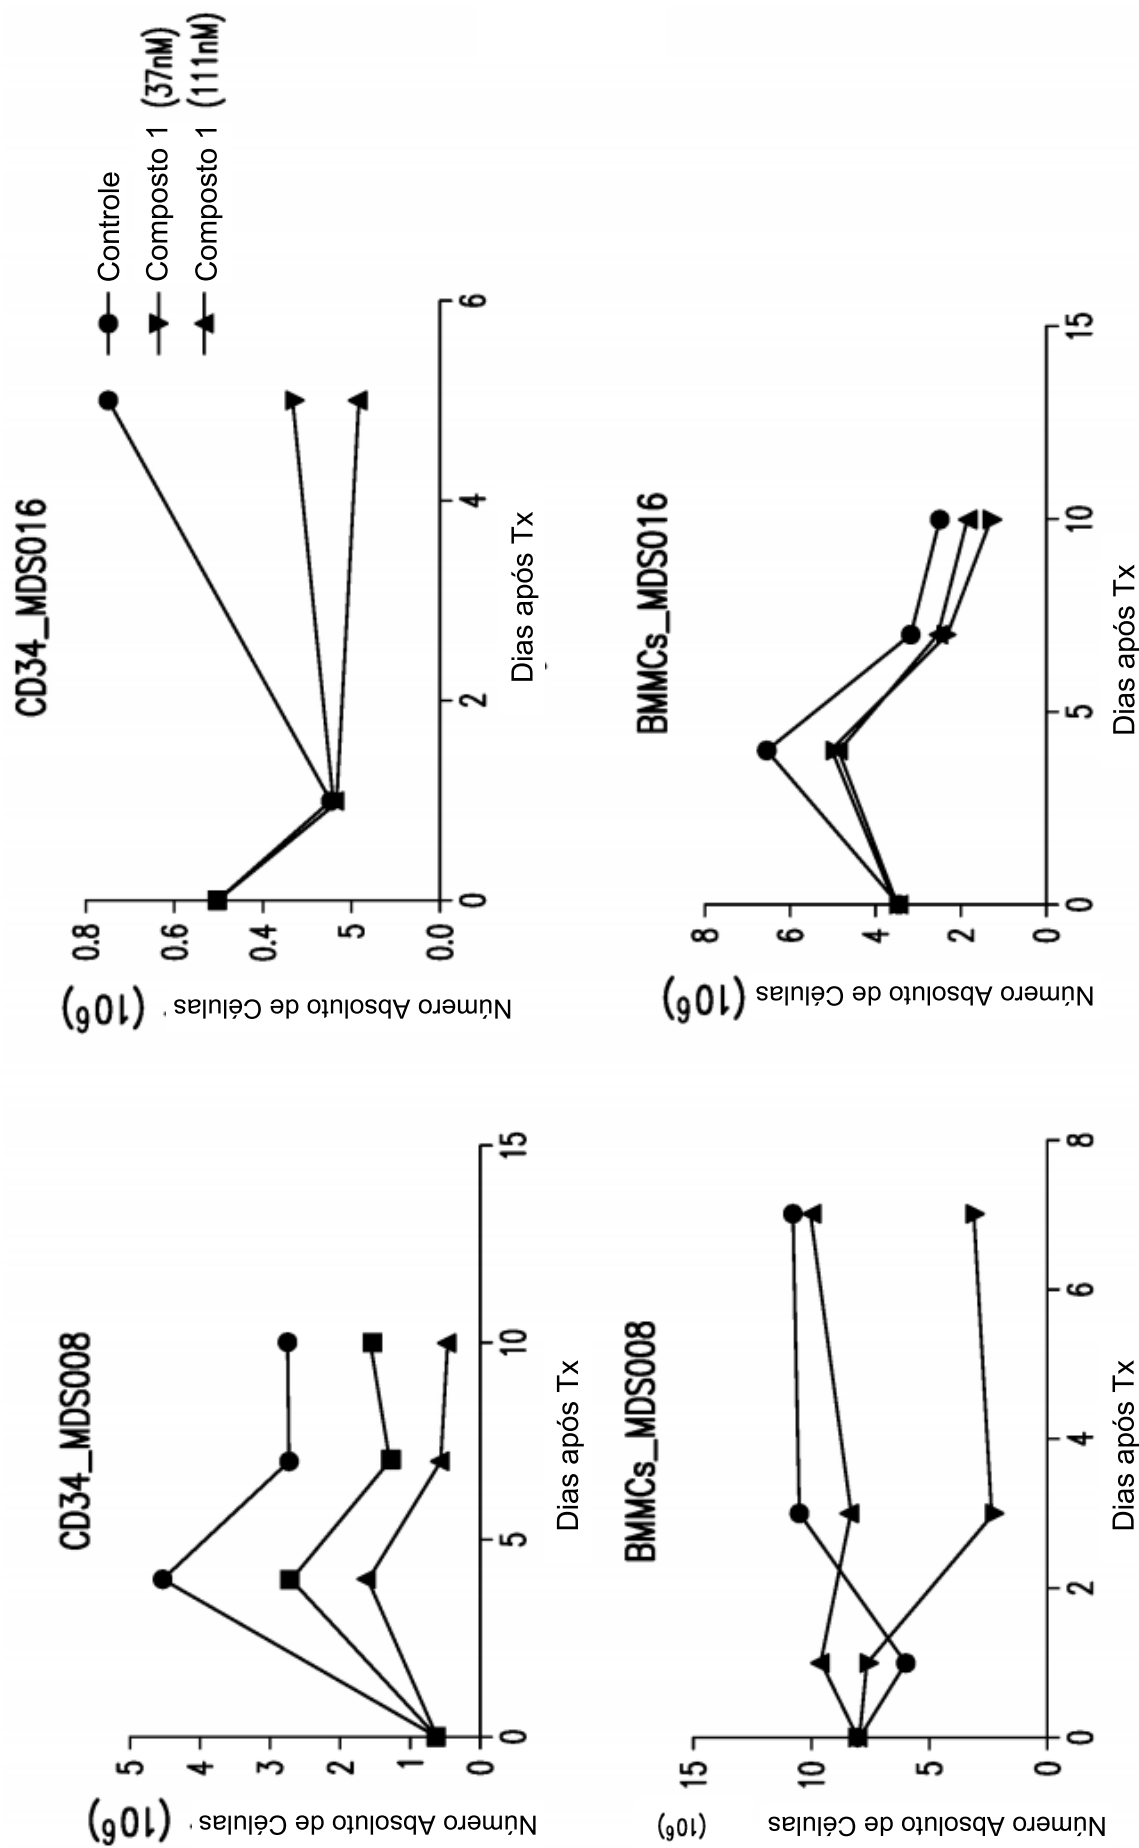 CD34_MDS008
Número Absoluto de Células
(10⁶)
5
4
3
2
1
0
0
5
10
15
Dias após Tx
CD34_MDS016
Número Absoluto de Células
(10⁶)
0.8
0.6
0.4
5
0.0
0
2
4
6
Dias após Tx
Controle
Composto 1 (37nM)
Composto 1 (111nM)
BMMCs_MDS008
Número Absoluto de Células
(10⁶)
15
10
5
0
0
2
4
6
8
Dias após Tx
BMMCs_MDS016
Número Absoluto de Células
(10⁶)
8
6
4
2
0
0
5
10
15
Dias após Tx